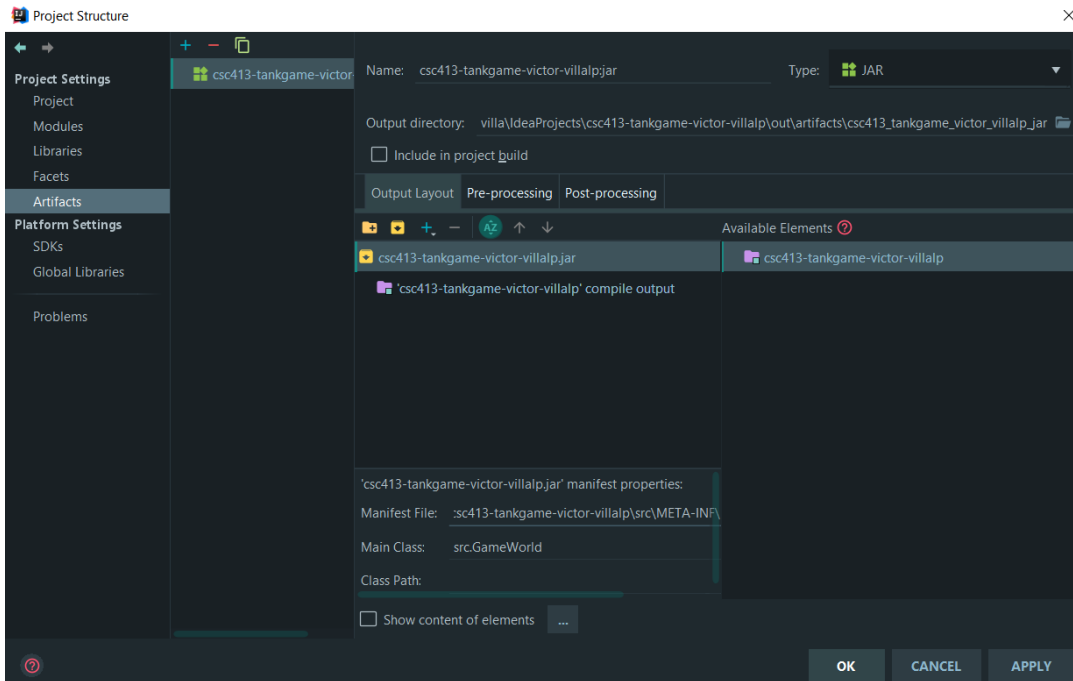 Project Structure
Project Settings
Project
Modules
Libraries
Facets
Artifacts
Platform Settings
SDKs
Global Libraries
Problems
csc413-tankgame-victor-
Name: csc413-tankgame-victor-villalp:jar Type: JAR
Output directory: villa\IdeaProjects\csc413-tankgame-victor-villalp\out\artifacts\csc413_tankgame_victor_villalp_jar
Include in project build
Output Layout Pre-processing Post-processing
AZ
Available Elements ?
csc413-tankgame-victor-villalp.jar
'csc413-tankgame-victor-villalp' compile output
csc413-tankgame-victor-villalp
'csc413-tankgame-victor-villalp.jar' manifest properties:
Manifest File: :sc413-tankgame-victor-villalp\src\META-INF\
Main Class: src.GameWorld
Class Path:
Show content of elements ...
? OK CANCEL APPLY